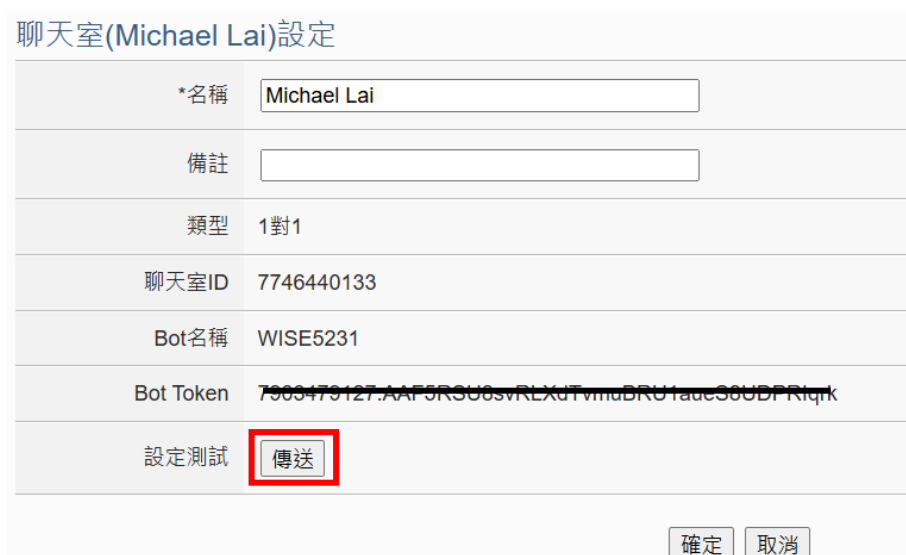 聊天室(Michael Lai)設定
*名稱 Michael Lai
備註
類型 1對1
聊天室ID 7746440133
Bot名稱 WISE5231
Bot Token
設定測試 傳送
確定 取消